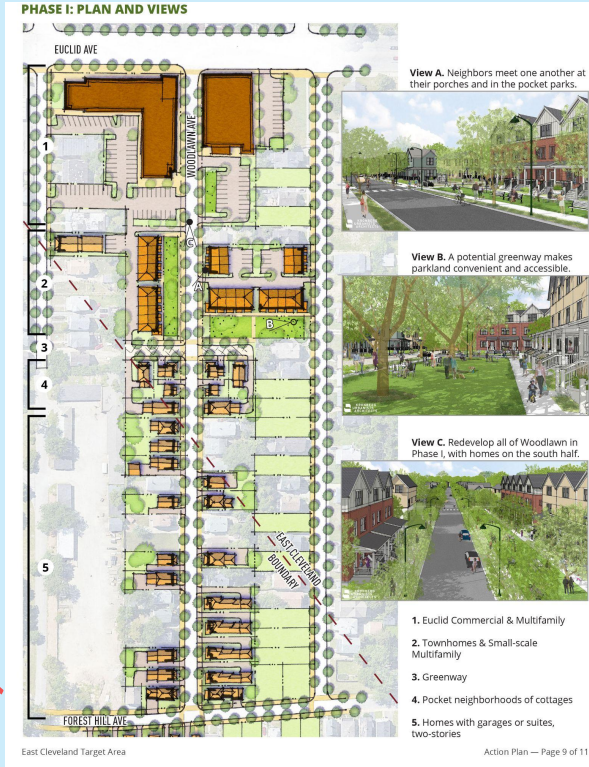 PHASE I: PLAN AND VIEWS
EUCLID AVE
WOODLAWN AVE
1
2
3
4
5
A
B
C
EAST CLEVELAND
BOUNDARY
FOREST HILL AVE
View A. Neighbors meet one another at
their porches and in the pocket parks.
View B. A potential greenway makes
parkland convenient and accessible.
View C. Redevelop all of Woodlawn in
Phase I, with homes on the south half.
1. Euclid Commercial & Multifamily
2. Townhomes & Small-scale
Multifamily
3. Greenway
4. Pocket neighborhoods of cottages
5. Homes with garages or suites,
two-stories
East Cleveland Target Area
Action Plan — Page 9 of 11